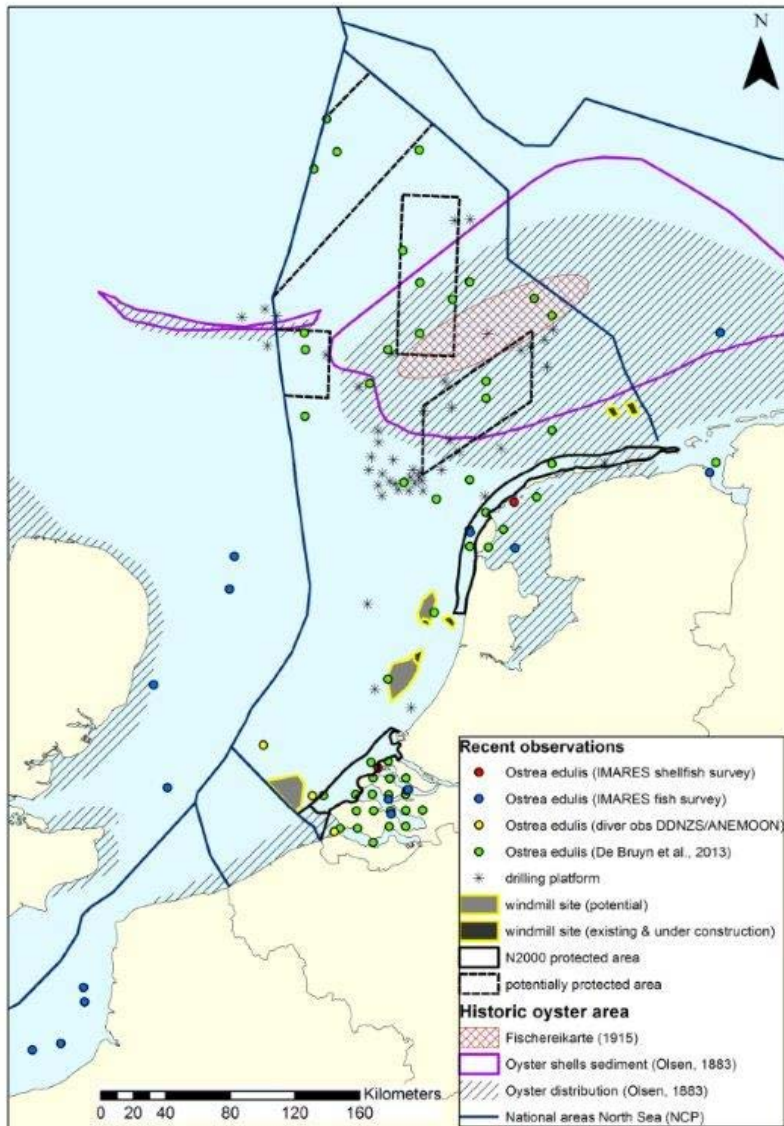 N
Recent observations
Ostrea edulis (IMARES shellfish survey)
Ostrea edulis (IMARES fish survey)
Ostrea edulis (diver obs DDNZS/ANEMOON)
Ostrea edulis (De Bruyn et al., 2013)
drilling platform
windmill site (potential)
windmill site (existing & under construction)
N2000 protected area
potentially protected area
Historic oyster area
Fischereikarte (1915)
Oyster shells sediment (Olsen, 1883)
Oyster distribution (Olsen, 1883)
National areas North Sea (NCP)
Kilometers
0 20 40 80 120 160